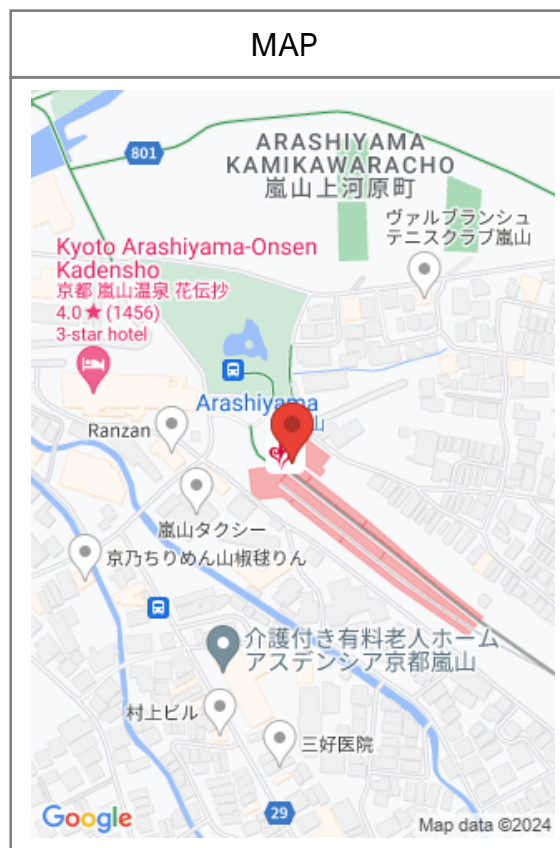 MAP
801
ARASHIYAMA
KAMIKAWARACHO
嵐山上河原町
ヴァルブランシュ
テニスクラブ嵐山
Kyoto Arashiyama-Onsen
Kadensho
京都 嵐山温泉 花伝抄
4.0★(1456)
3-star hotel
Arashiyama
山
Ranzan
嵐山タクシー
京乃ちりめん山椒毬りん
介護付き有料老人ホーム
アスデンシア京都嵐山
村上ビル
三好医院
29
Google
Map data ©2024